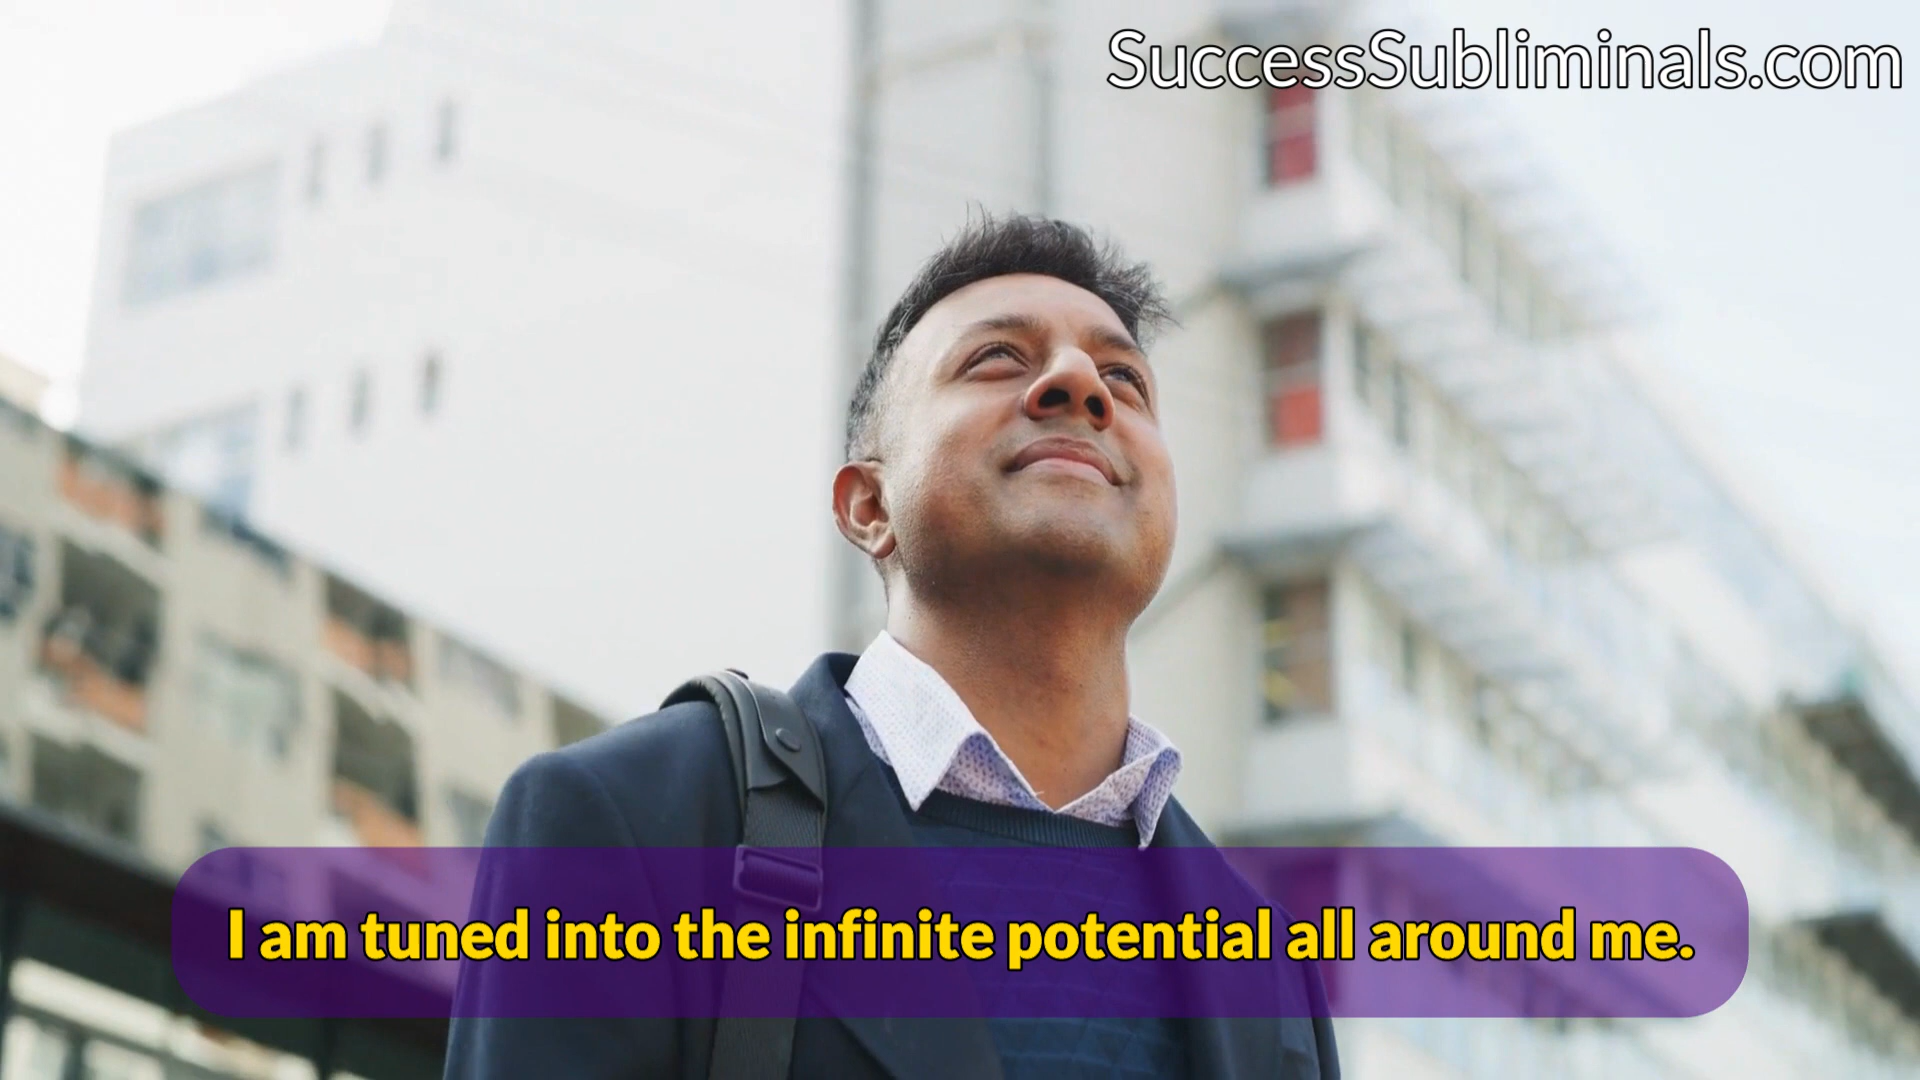 SuccessSubliminals.com
I am tuned into the infinite potential all around me.